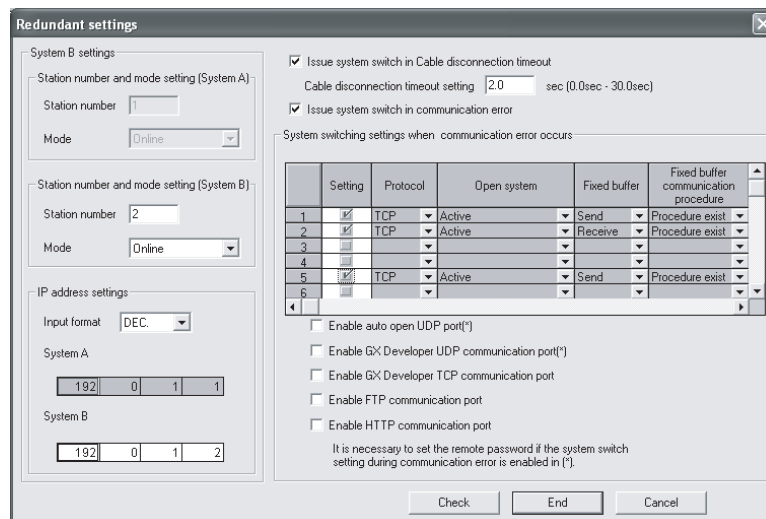 Redundant settings
System B settings
Station number and mode setting (System A)
Station number 1
Mode Online
Station number and mode setting (System B)
Station number 2
Mode Online
IP address settings
Input format DEC.
System A
192 0 1 1
System B
192 0 1 2
Issue system switch in Cable disconnection timeout
Cable disconnection timeout setting 2.0 sec (0.0sec - 30.0sec)
Issue system switch in communication error
System switching settings when communication error occurs
Setting Protocol Open system Fixed buffer Fixed buffer communication procedure
1 TCP Active Send Procedure exist
2 TCP Active Receive Procedure exist
3
4
5 TCP Active Send Procedure exist
6
Enable auto open UDP port(*)
Enable GX Developer UDP communication port(*)
Enable GX Developer TCP communication port
Enable FTP communication port
Enable HTTP communication port
It is necessary to set the remote password if the system switch
setting during communication error is enabled in (*).
Check End Cancel